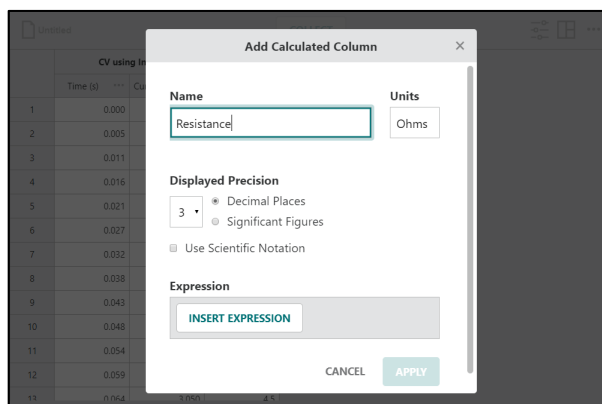 Untitled
COLLECT
CV using In
Time (s) ··· Cu
1 0.000
2 0.005
3 0.011
4 0.016
5 0.021
6 0.027
7 0.032
8 0.038
9 0.043
10 0.048
11 0.054
12 0.059
13 0.064 3.050 4.5
Add Calculated Column ×
Name Units
Resistance Ohms
Displayed Precision
3 Decimal Places
Significant Figures
Use Scientific Notation
Expression
INSERT EXPRESSION
CANCEL APPLY